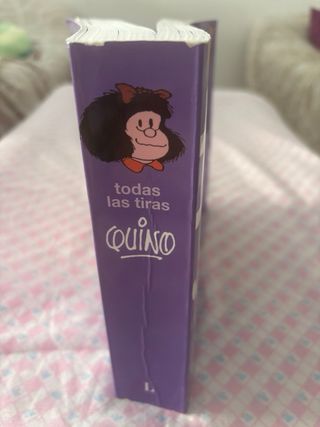 todas
las tiras
QUINO
L